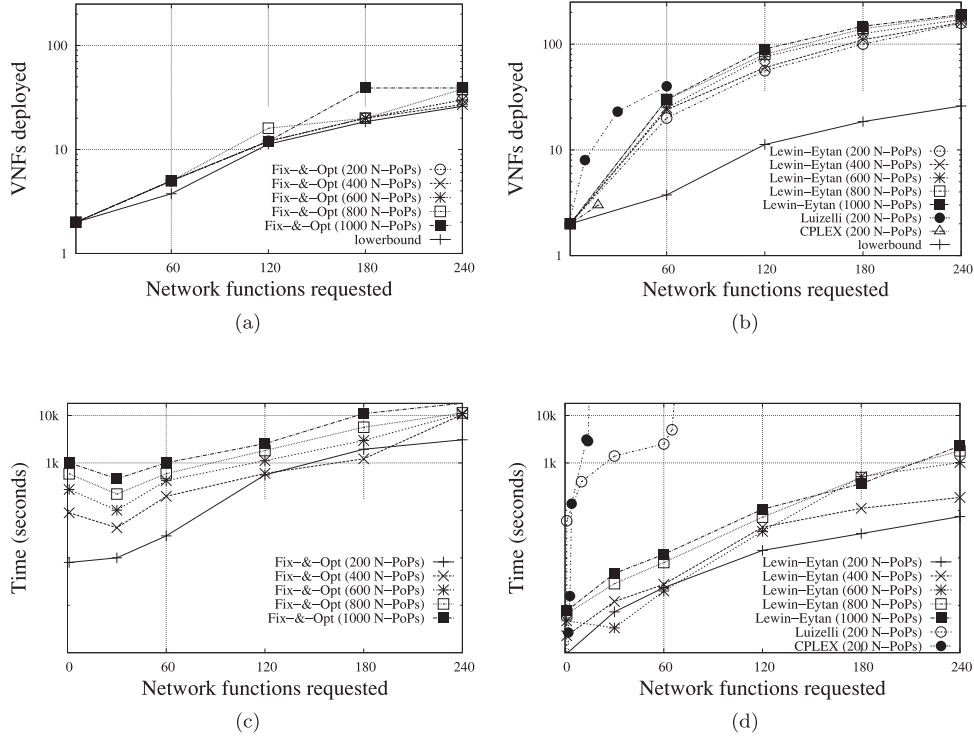 100
10
1
60
120
180
240
VNFs deployed
Network functions requested
Fix-&-Opt (200 N-PoPs)
Fix-&-Opt (400 N-PoPs)
Fix-&-Opt (600 N-PoPs)
Fix-&-Opt (800 N-PoPs)
Fix-&-Opt (1000 N-PoPs)
lowerbound
(a)
100
10
1
60
120
180
240
VNFs deployed
Network functions requested
Lewin-Eytan (200 N-PoPs)
Lewin-Eytan (400 N-PoPs)
Lewin-Eytan (600 N-PoPs)
Lewin-Eytan (800 N-PoPs)
Lewin-Eytan (1000 N-PoPs)
Luizelli (200 N-PoPs)
CPLEX (200 N-PoPs)
lowerbound
(b)
10k
1k
0
60
120
180
240
Time (seconds)
Network functions requested
Fix-&-Opt (200 N-PoPs)
Fix-&-Opt (400 N-PoPs)
Fix-&-Opt (600 N-PoPs)
Fix-&-Opt (800 N-PoPs)
Fix-&-Opt (1000 N-PoPs)
(c)
10k
1k
0
60
120
180
240
Time (seconds)
Network functions requested
Lewin-Eytan (200 N-PoPs)
Lewin-Eytan (400 N-PoPs)
Lewin-Eytan (600 N-PoPs)
Lewin-Eytan (800 N-PoPs)
Lewin-Eytan (1000 N-PoPs)
Luizelli (200 N-PoPs)
CPLEX (200 N-PoPs)
(d)